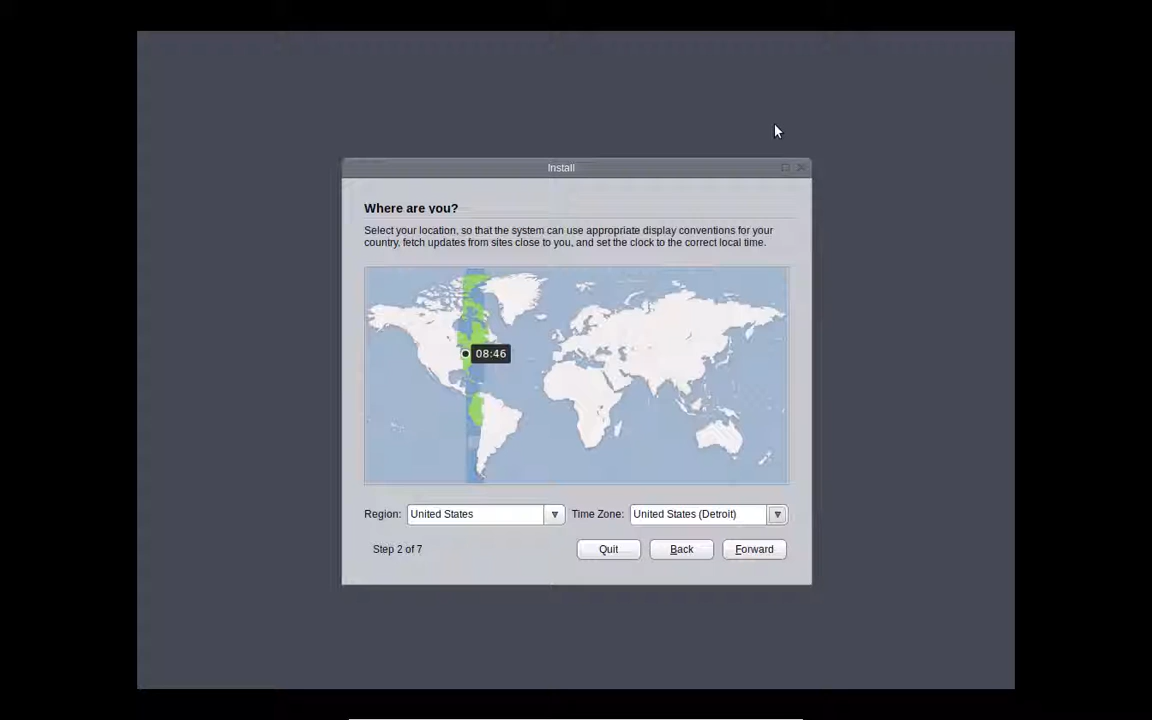 Install
Where are you?
Select your location, so that the system can use appropriate display conventions for your
country, fetch updates from sites close to you, and set the clock to the correct local time.
08:46
Region: United States Time Zone: United States (Detroit)
Step 2 of 7 Quit Back Forward